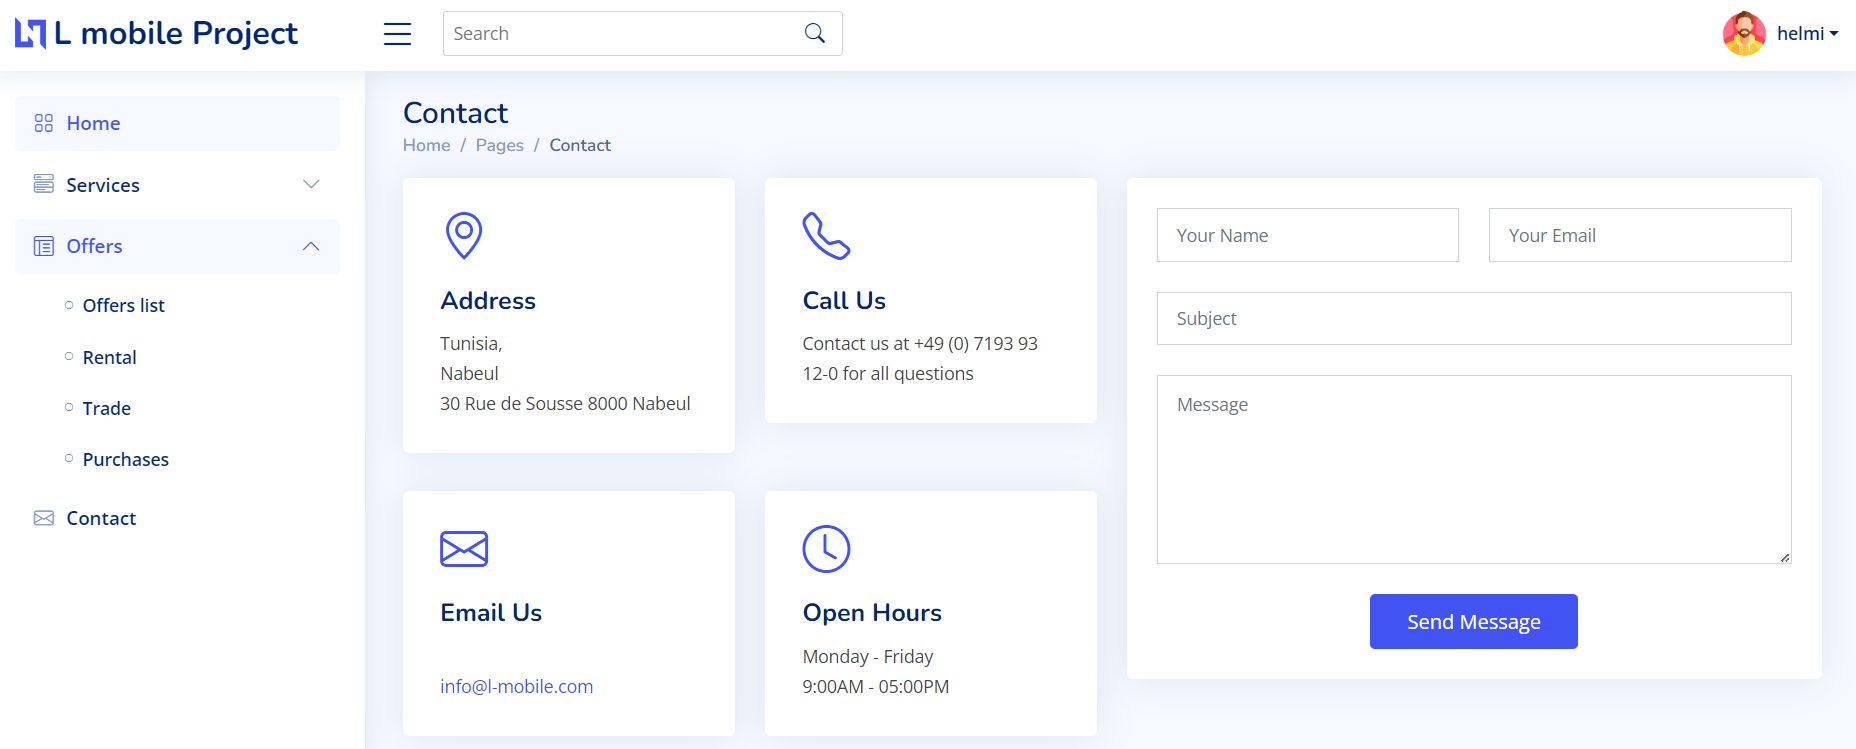 L mobile Project
Search
helmi
Home
Services
Offers
Offers list
Rental
Trade
Purchases
Contact
Contact
Home / Pages / Contact
Address
Tunisia,
Nabeul
30 Rue de Sousse 8000 Nabeul
Call Us
Contact us at +49 (0) 7193 93
12-0 for all questions
Email Us
info@l-mobile.com
Open Hours
Monday - Friday
9:00AM - 05:00PM
Your Name
Your Email
Subject
Message
Send Message